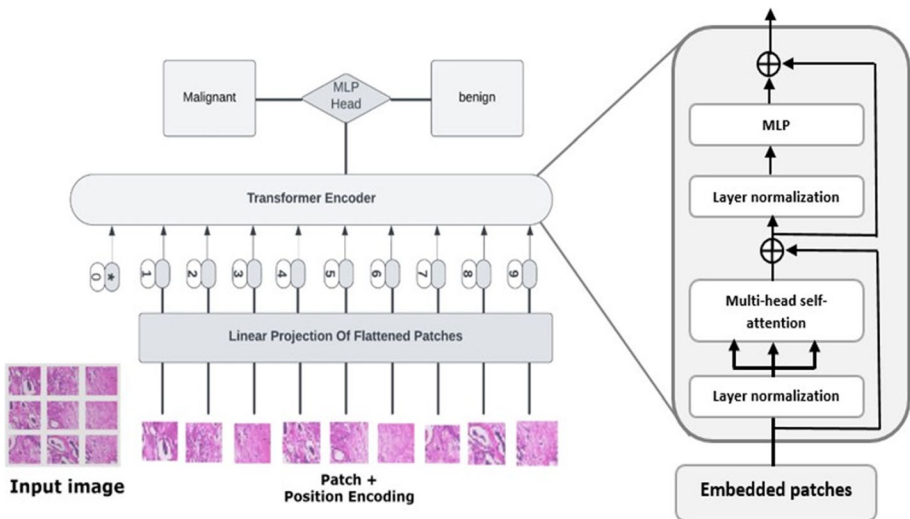 Malignant
MLP
Head
benign
Transformer Encoder
0 * 1 2 3 4 5 6 7 8 9
Linear Projection Of Flattened Patches
Input image
Patch +
Position Encoding
MLP
Layer normalization
Multi-head self-
attention
Layer normalization
Embedded patches